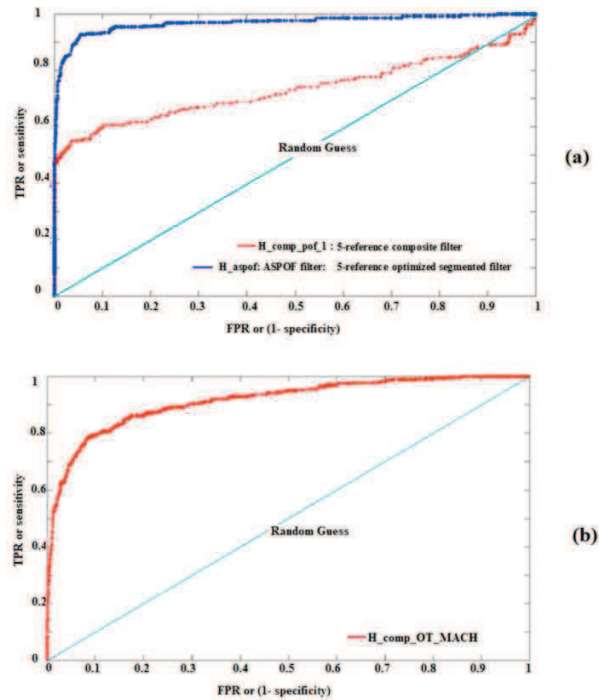 1
0.8
0.6
0.4
0.2
0
TPR or sensitivity
Random Guess
H_comp_pof_1 : 5-reference composite filter
H_aspof: ASPOF filter: 5-reference optimized segmented filter
0 0.1 0.2 0.3 0.4 0.5 0.6 0.7 0.8 0.9 1
FPR or (1- specificity)
(a)
1
0.8
0.6
0.4
0.2
0
TPR or sensitivity
Random Guess
H_comp_OT_MACH
0 0.1 0.2 0.3 0.4 0.5 0.6 0.7 0.8 0.9 1
FPR or (1- specificity)
(b)